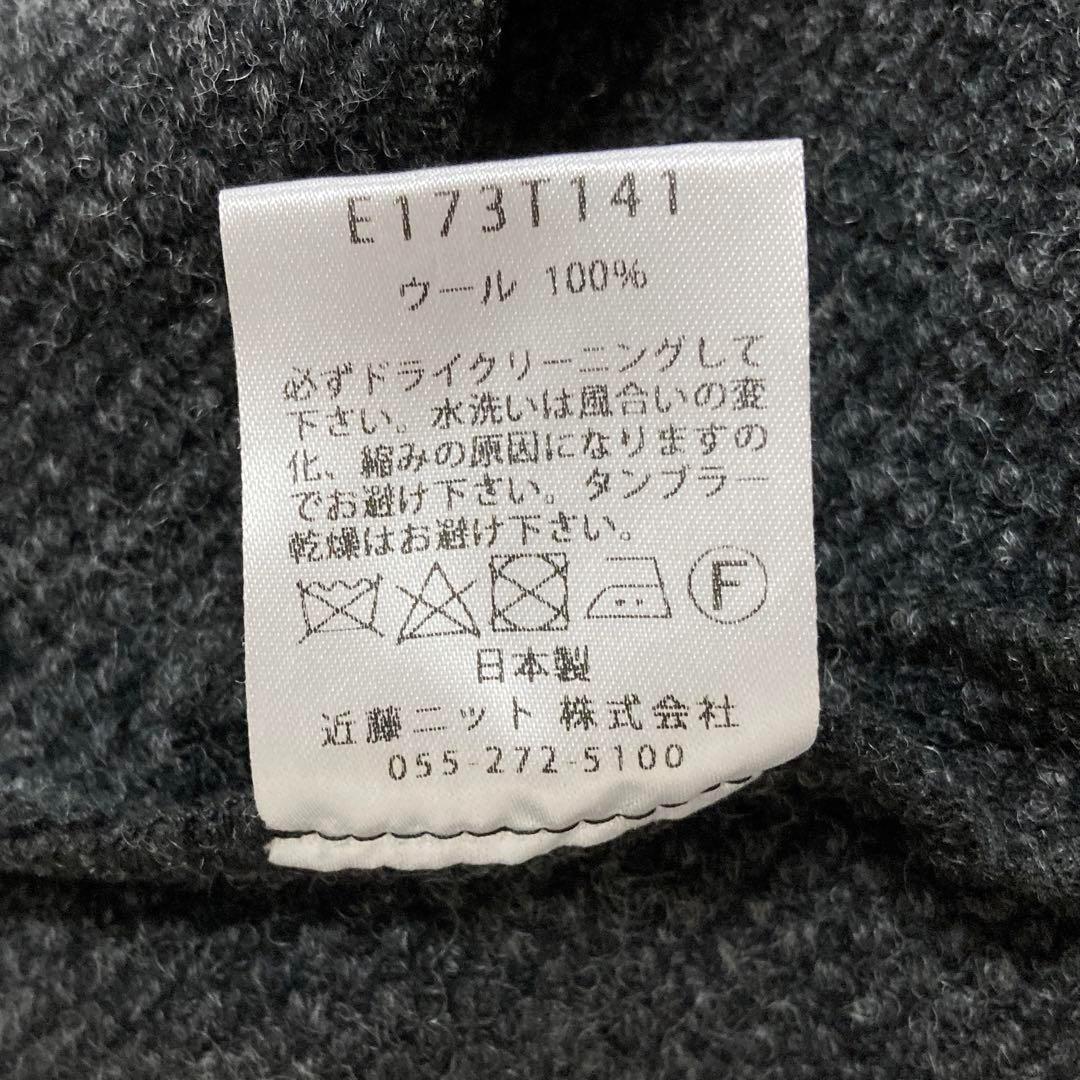 E173T141
ウール 100%
必ずドライクリーニングして
下さい。水洗いは風合いの変
化、縮みの原因になりますの
でお避け下さい。タンブラー
乾燥はお避け下さい。
F
日本製
近藤ニット株式会社
055-272-5100